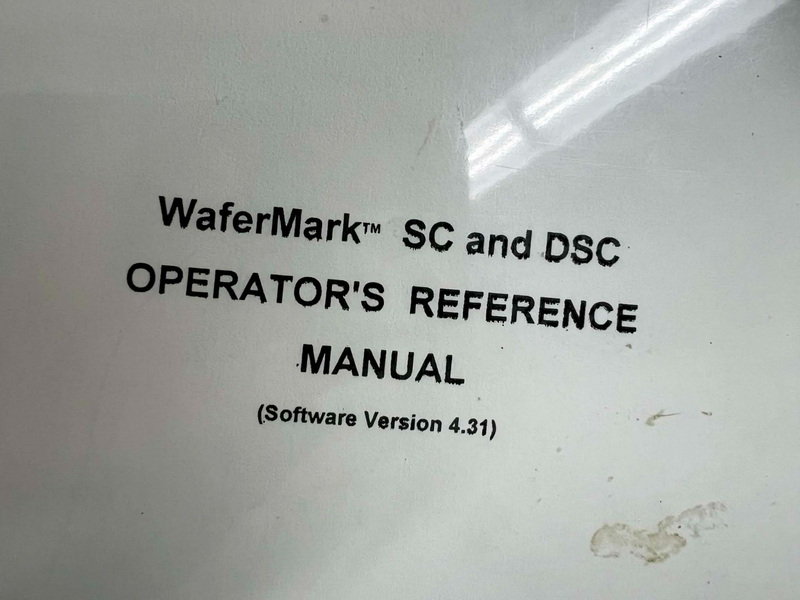 WaferMark™ SC and DSC
OPERATOR'S REFERENCE
MANUAL
(Software Version 4.31)